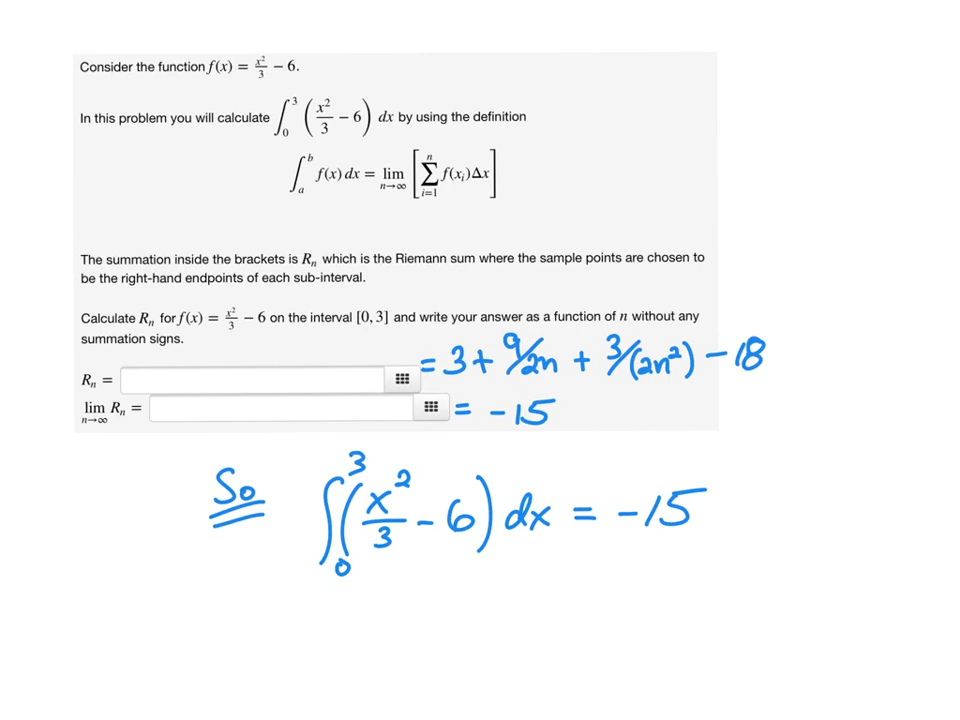 Consider the function f(x) = x²/3 − 6.
In this problem you will calculate ∫₀³ (x²/3 − 6) dx by using the definition
∫ₐᵇ f(x) dx = lim n→∞ [∑ i=1 n f(xᵢ)Δx]
The summation inside the brackets is Rₙ which is the Riemann sum where the sample points are chosen to
be the right-hand endpoints of each sub-interval.
Calculate Rₙ for f(x) = x²/3 − 6 on the interval [0, 3] and write your answer as a function of n without any
summation signs.
Rₙ = = 3 + 9/2n + 3/(2n²) − 18
lim n→∞ Rₙ = = −15
So ∫₀³ (x²/3 − 6) dx = −15